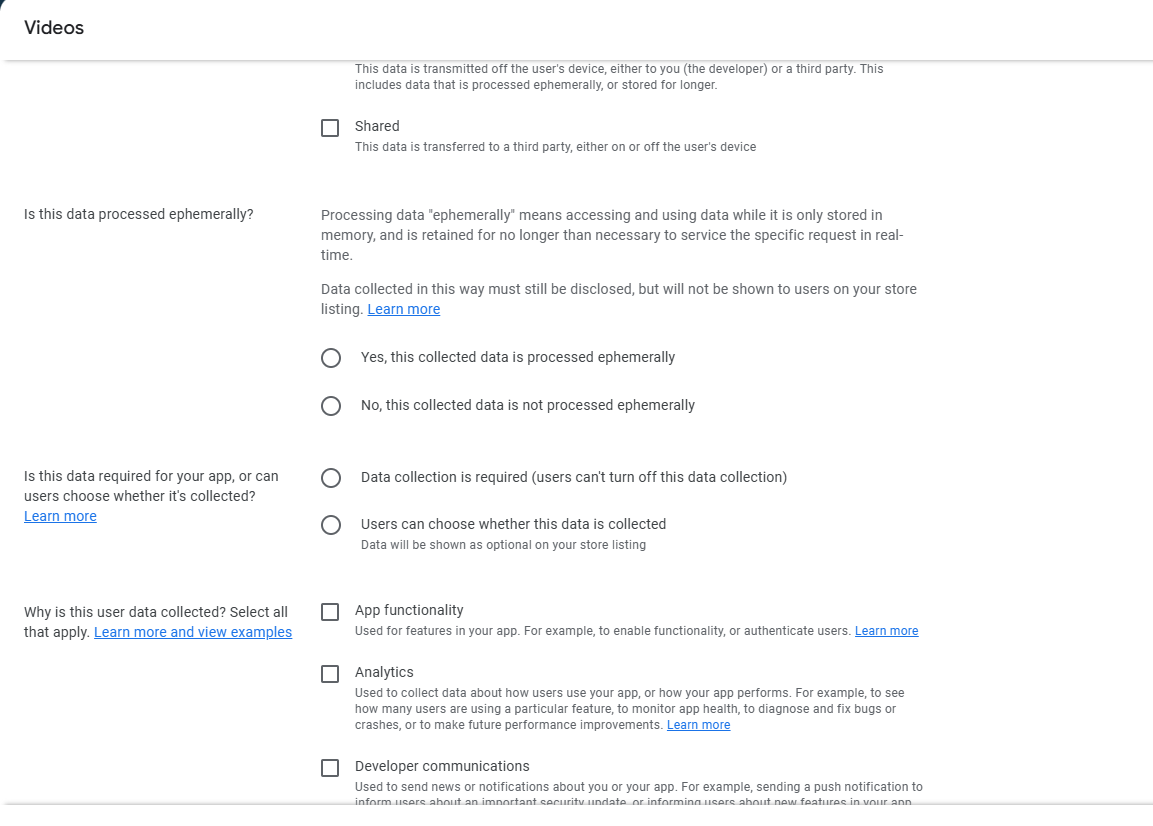 Videos
This data is transmitted off the user's device, either to you (the developer) or a third party. This
includes data that is processed ephemerally, or stored for longer.
Shared
This data is transferred to a third party, either on or off the user's device
Is this data processed ephemerally?
Processing data "ephemerally" means accessing and using data while it is only stored in
memory, and is retained for no longer than necessary to service the specific request in real-
time.
Data collected in this way must still be disclosed, but will not be shown to users on your store
listing. Learn more
Yes, this collected data is processed ephemerally
No, this collected data is not processed ephemerally
Is this data required for your app, or can
users choose whether it's collected?
Learn more
Data collection is required (users can't turn off this data collection)
Users can choose whether this data is collected
Data will be shown as optional on your store listing
Why is this user data collected? Select all
that apply. Learn more and view examples
App functionality
Used for features in your app. For example, to enable functionality, or authenticate users. Learn more
Analytics
Used to collect data about how users use your app, or how your app performs. For example, to see
how many users are using a particular feature, to monitor app health, to diagnose and fix bugs or
crashes, or to make future performance improvements. Learn more
Developer communications
Used to send news or notifications about you or your app. For example, sending a push notification to
inform users about an important security update, or informing users about new features in your app